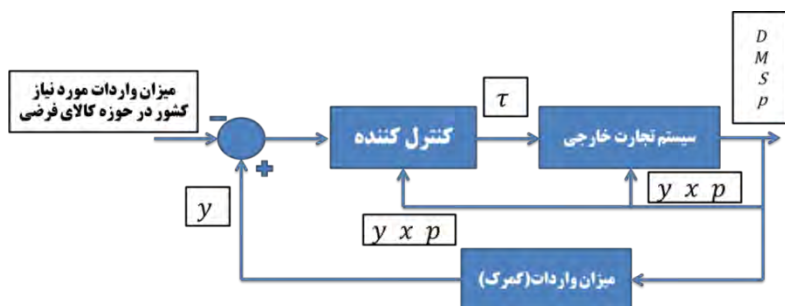 D
M
S
p
میزان واردات مورد نیاز
کشور در حوزه کالای فرضی
τ
کنترل کننده
سیستم تجارت خارجی
y
y x p
y x p
میزان واردات(گمرک)